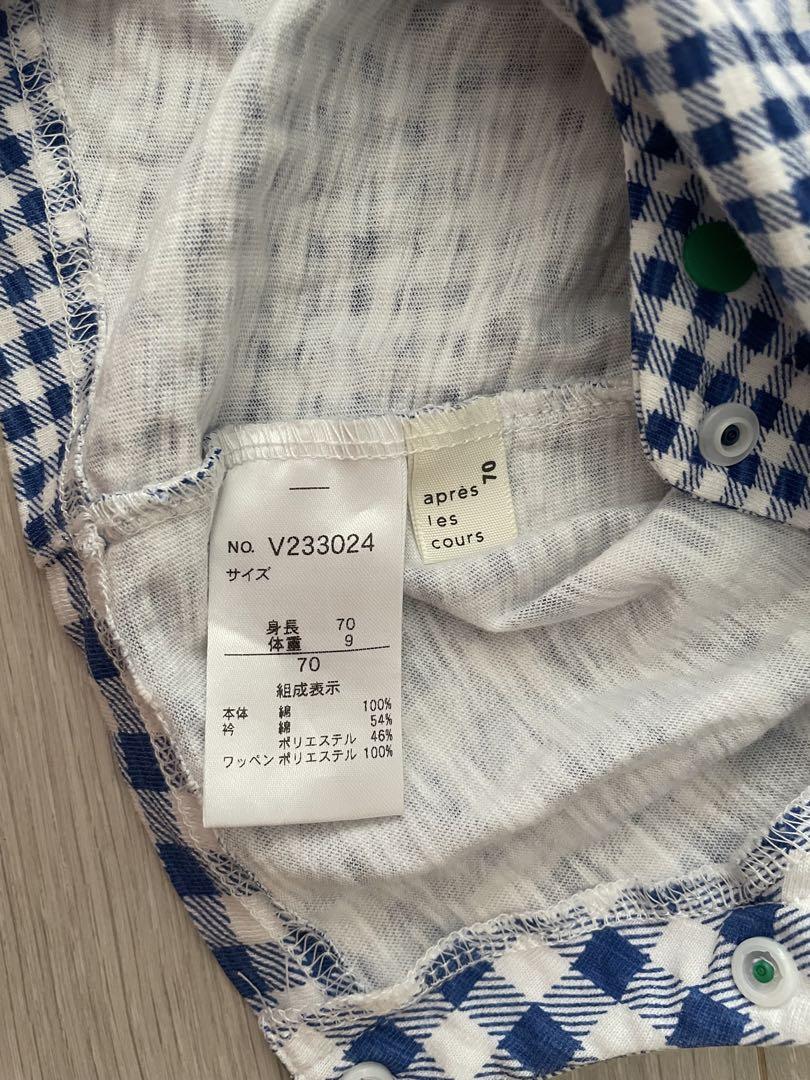 NO. V233024
サイズ
身長 70
体重 9
70
組成表示
本体 綿 100%
衿 綿 54%
ポリエステル 46%
ワッペン ポリエステル 100%
70
après
les
cours